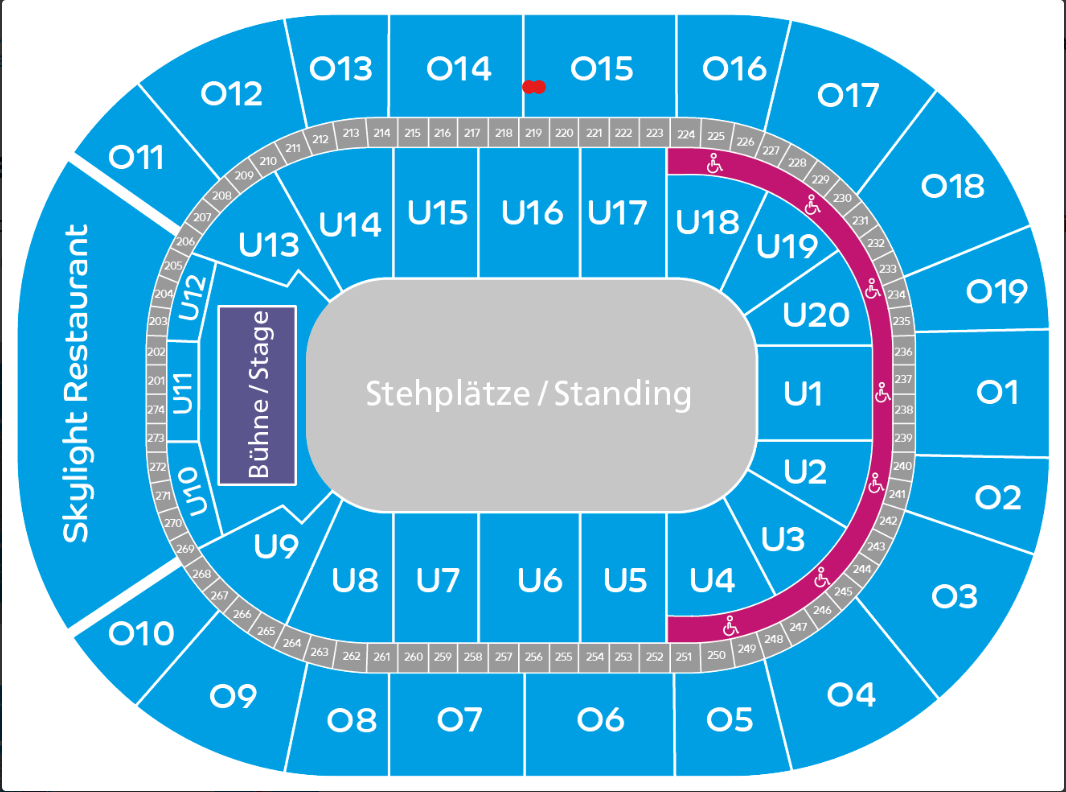 O11
O12
O13
O14
O15
O16
O17
O18
O19
O1
O2
O3
O4
O5
O6
O7
O8
O9
O10
Skylight Restaurant
201
202
203
204
205
206
207
208
209
210
211
212
213
214
215
216
217
218
219
220
221
222
223
224
225
226
227
228
229
230
231
232
233
234
235
236
237
238
239
240
241
242
243
244
245
246
247
248
249
250
251
252
253
254
255
256
257
258
259
260
261
262
263
264
265
266
267
268
269
270
271
272
273
274
U13
U14
U15
U16
U17
U18
U19
U20
U1
U2
U3
U4
U5
U6
U7
U8
U9
U10
U11
U12
Bühne / Stage
Stehplätze / Standing